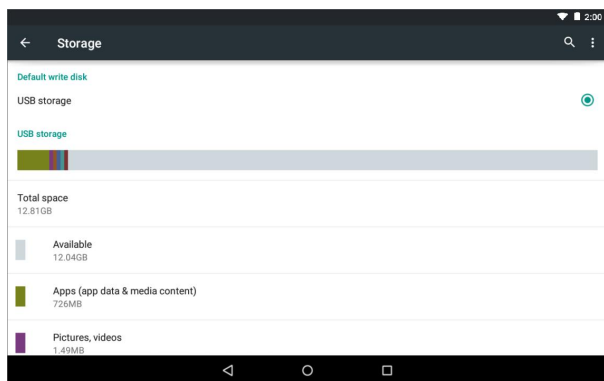 2:00
Storage
Default write disk
USB storage
USB storage
Total space
12.81GB
Available
12.04GB
Apps (app data & media content)
726MB
Pictures, videos
1.49MB